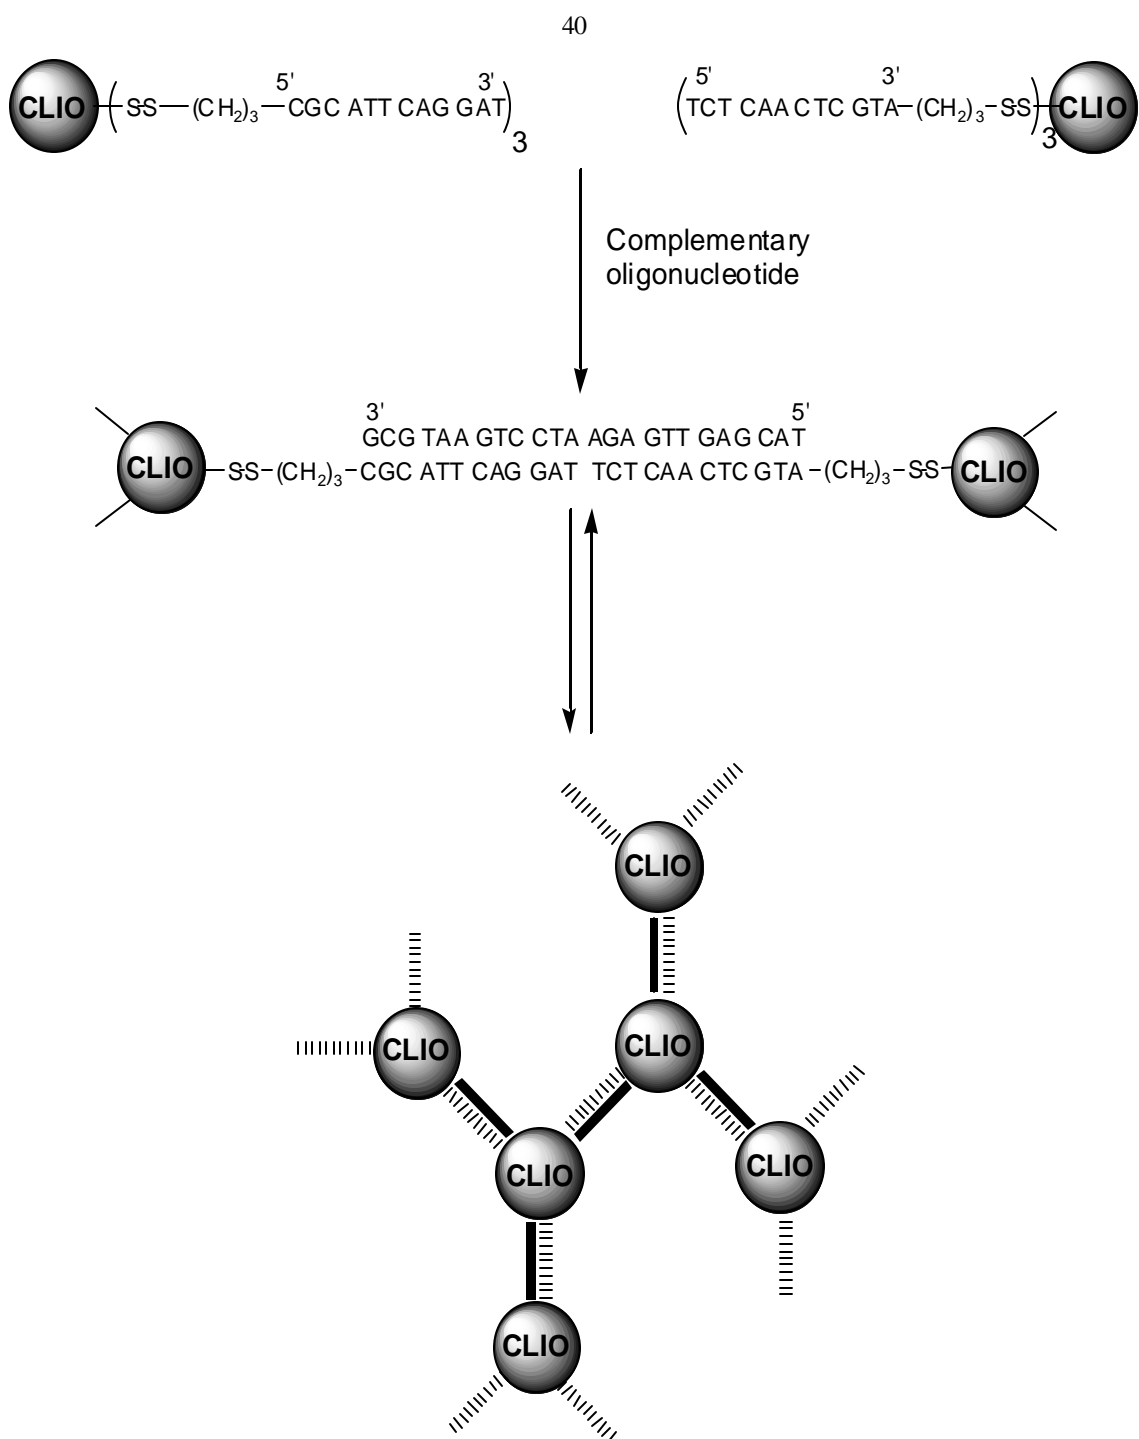 40
5' 3' 5' 3'
CLIO (SS—(CH2)3—CGC ATT CAG GAT)3 (TCT CAA CTC GTA–(CH2)3–SS)3 CLIO
Complementary
oligonucleotide
3' 5'
GCG TAA GTC CTA AGA GTT GAG CAT
CLIO –SS–(CH2)3–CGC ATT CAG GAT TCT CAA CTC GTA–(CH2)3–SS CLIO
CLIO
CLIO
CLIO
CLIO
CLIO
CLIO